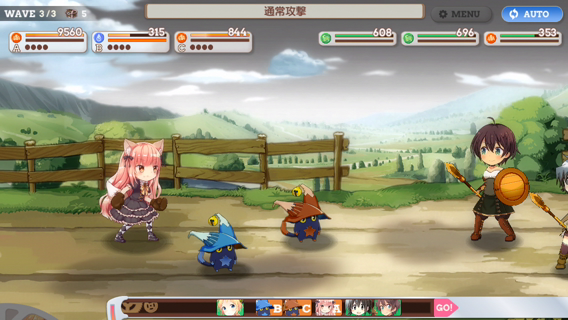 WAVE 3/3 5
通常攻撃
MENU
AUTO
9560
315
844
608
696
353
A
B
C
B C A
GO!